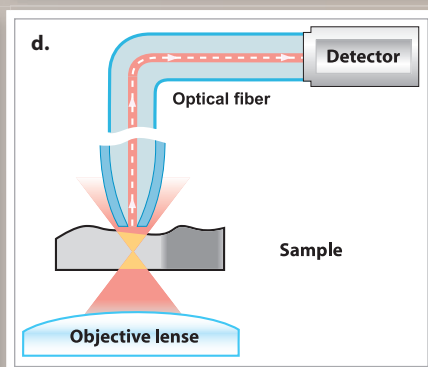 d.
Detector
Optical fiber
Sample
Objective lense